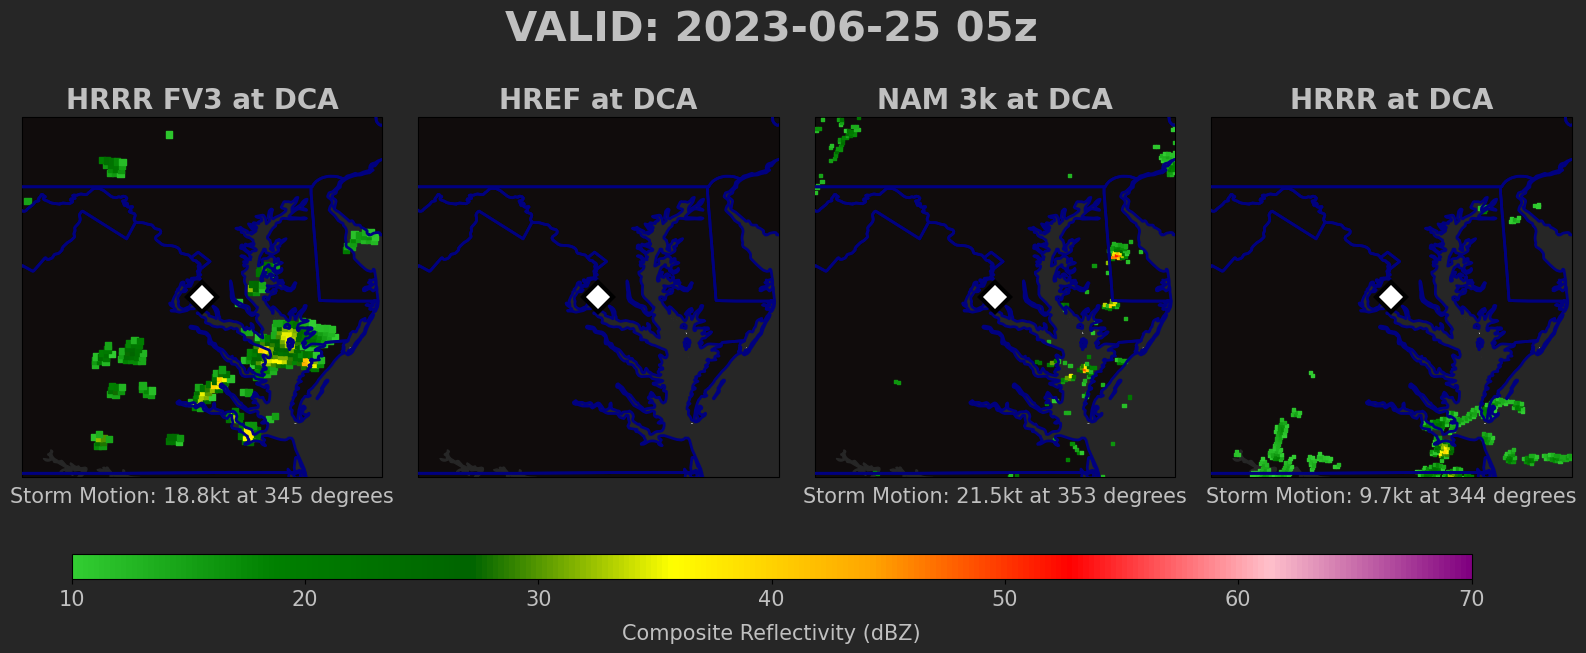 VALID: 2023-06-25 05z
HRRR FV3 at DCA
HREF at DCA
NAM 3k at DCA
HRRR at DCA
Storm Motion: 18.8kt at 345 degrees
Storm Motion: 21.5kt at 353 degrees
Storm Motion: 9.7kt at 344 degrees
10 20 30 40 50 60 70
Composite Reflectivity (dBZ)